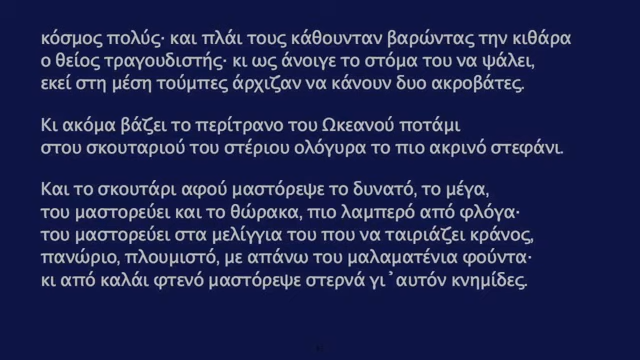 κόσμος πολύς· και πλάι τους κάθουνταν βαρώντας την κιθάρα
ο θείος τραγουδιστής· κι ως άνοιγε το στόμα του να ψάλει,
εκεί στη μέση τούμπες άρχιζαν να κάνουν δυο ακροβάτες.
Κι ακόμα βάζει το περίτρανο του Ωκεανού ποτάμι
στου σκουταριού του στέριου ολόγυρα το πιο ακρινό στεφάνι.
Και το σκουτάρι αφού μαστόρεψε το δυνατό, το μέγα,
του μαστορεύει και το θώρακα, πιο λαμπερό από φλόγα·
του μαστορεύει στα μελίγγια του που να ταιριάζει κράνος,
πανώριο, πλουμιστό, με απάνω του μαλαματένια φούντα·
κι από καλάι φτενό μαστόρεψε στερνά γι᾿ αυτόν κνημίδες.